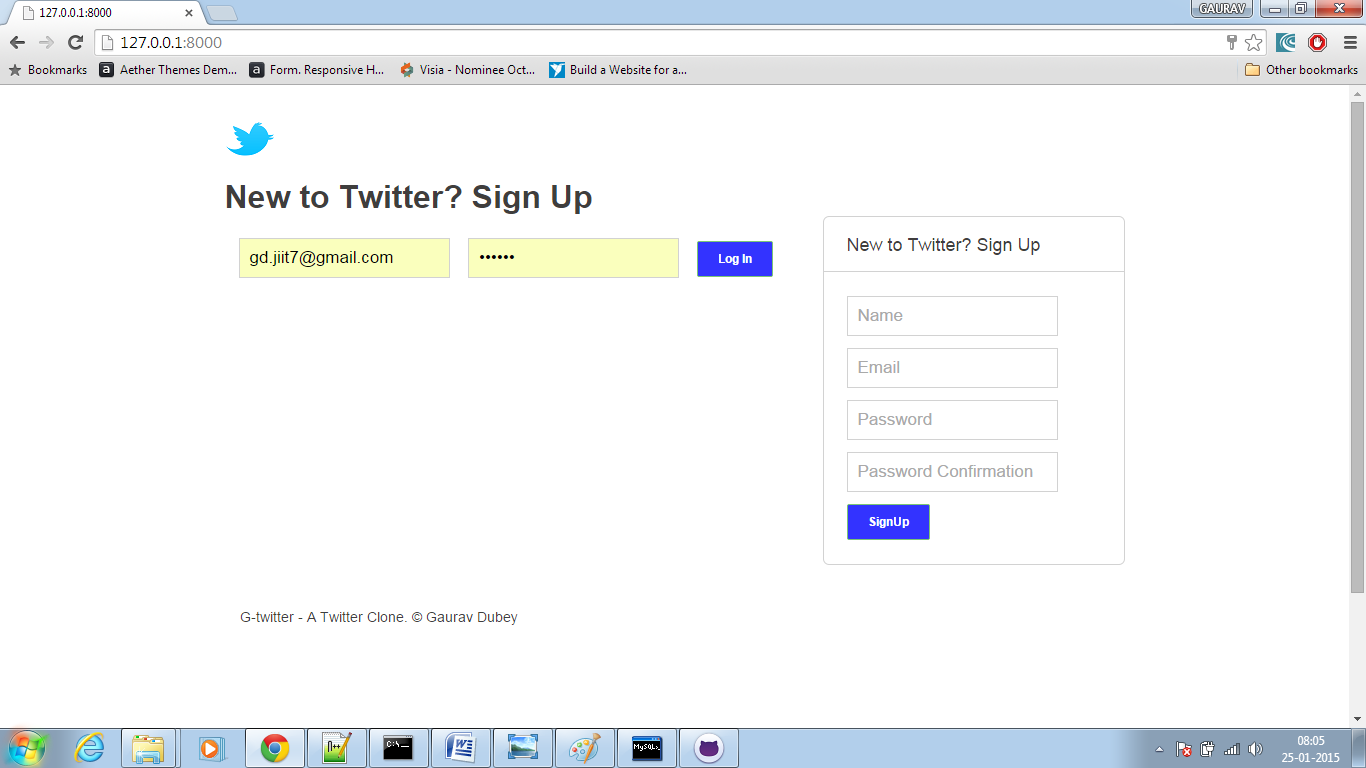 127.0.0.1:8000
GAURAV
127.0.0.1:8000
Bookmarks
Aether Themes Dem...
Form. Responsive H...
Visia - Nominee Oct...
Build a Website for a...
Other bookmarks
New to Twitter? Sign Up
gd.jiit7@gmail.com
••••••
Log In
New to Twitter? Sign Up
Name
Email
Password
Password Confirmation
SignUp
G-twitter - A Twitter Clone. © Gaurav Dubey
08:05
25-01-2015